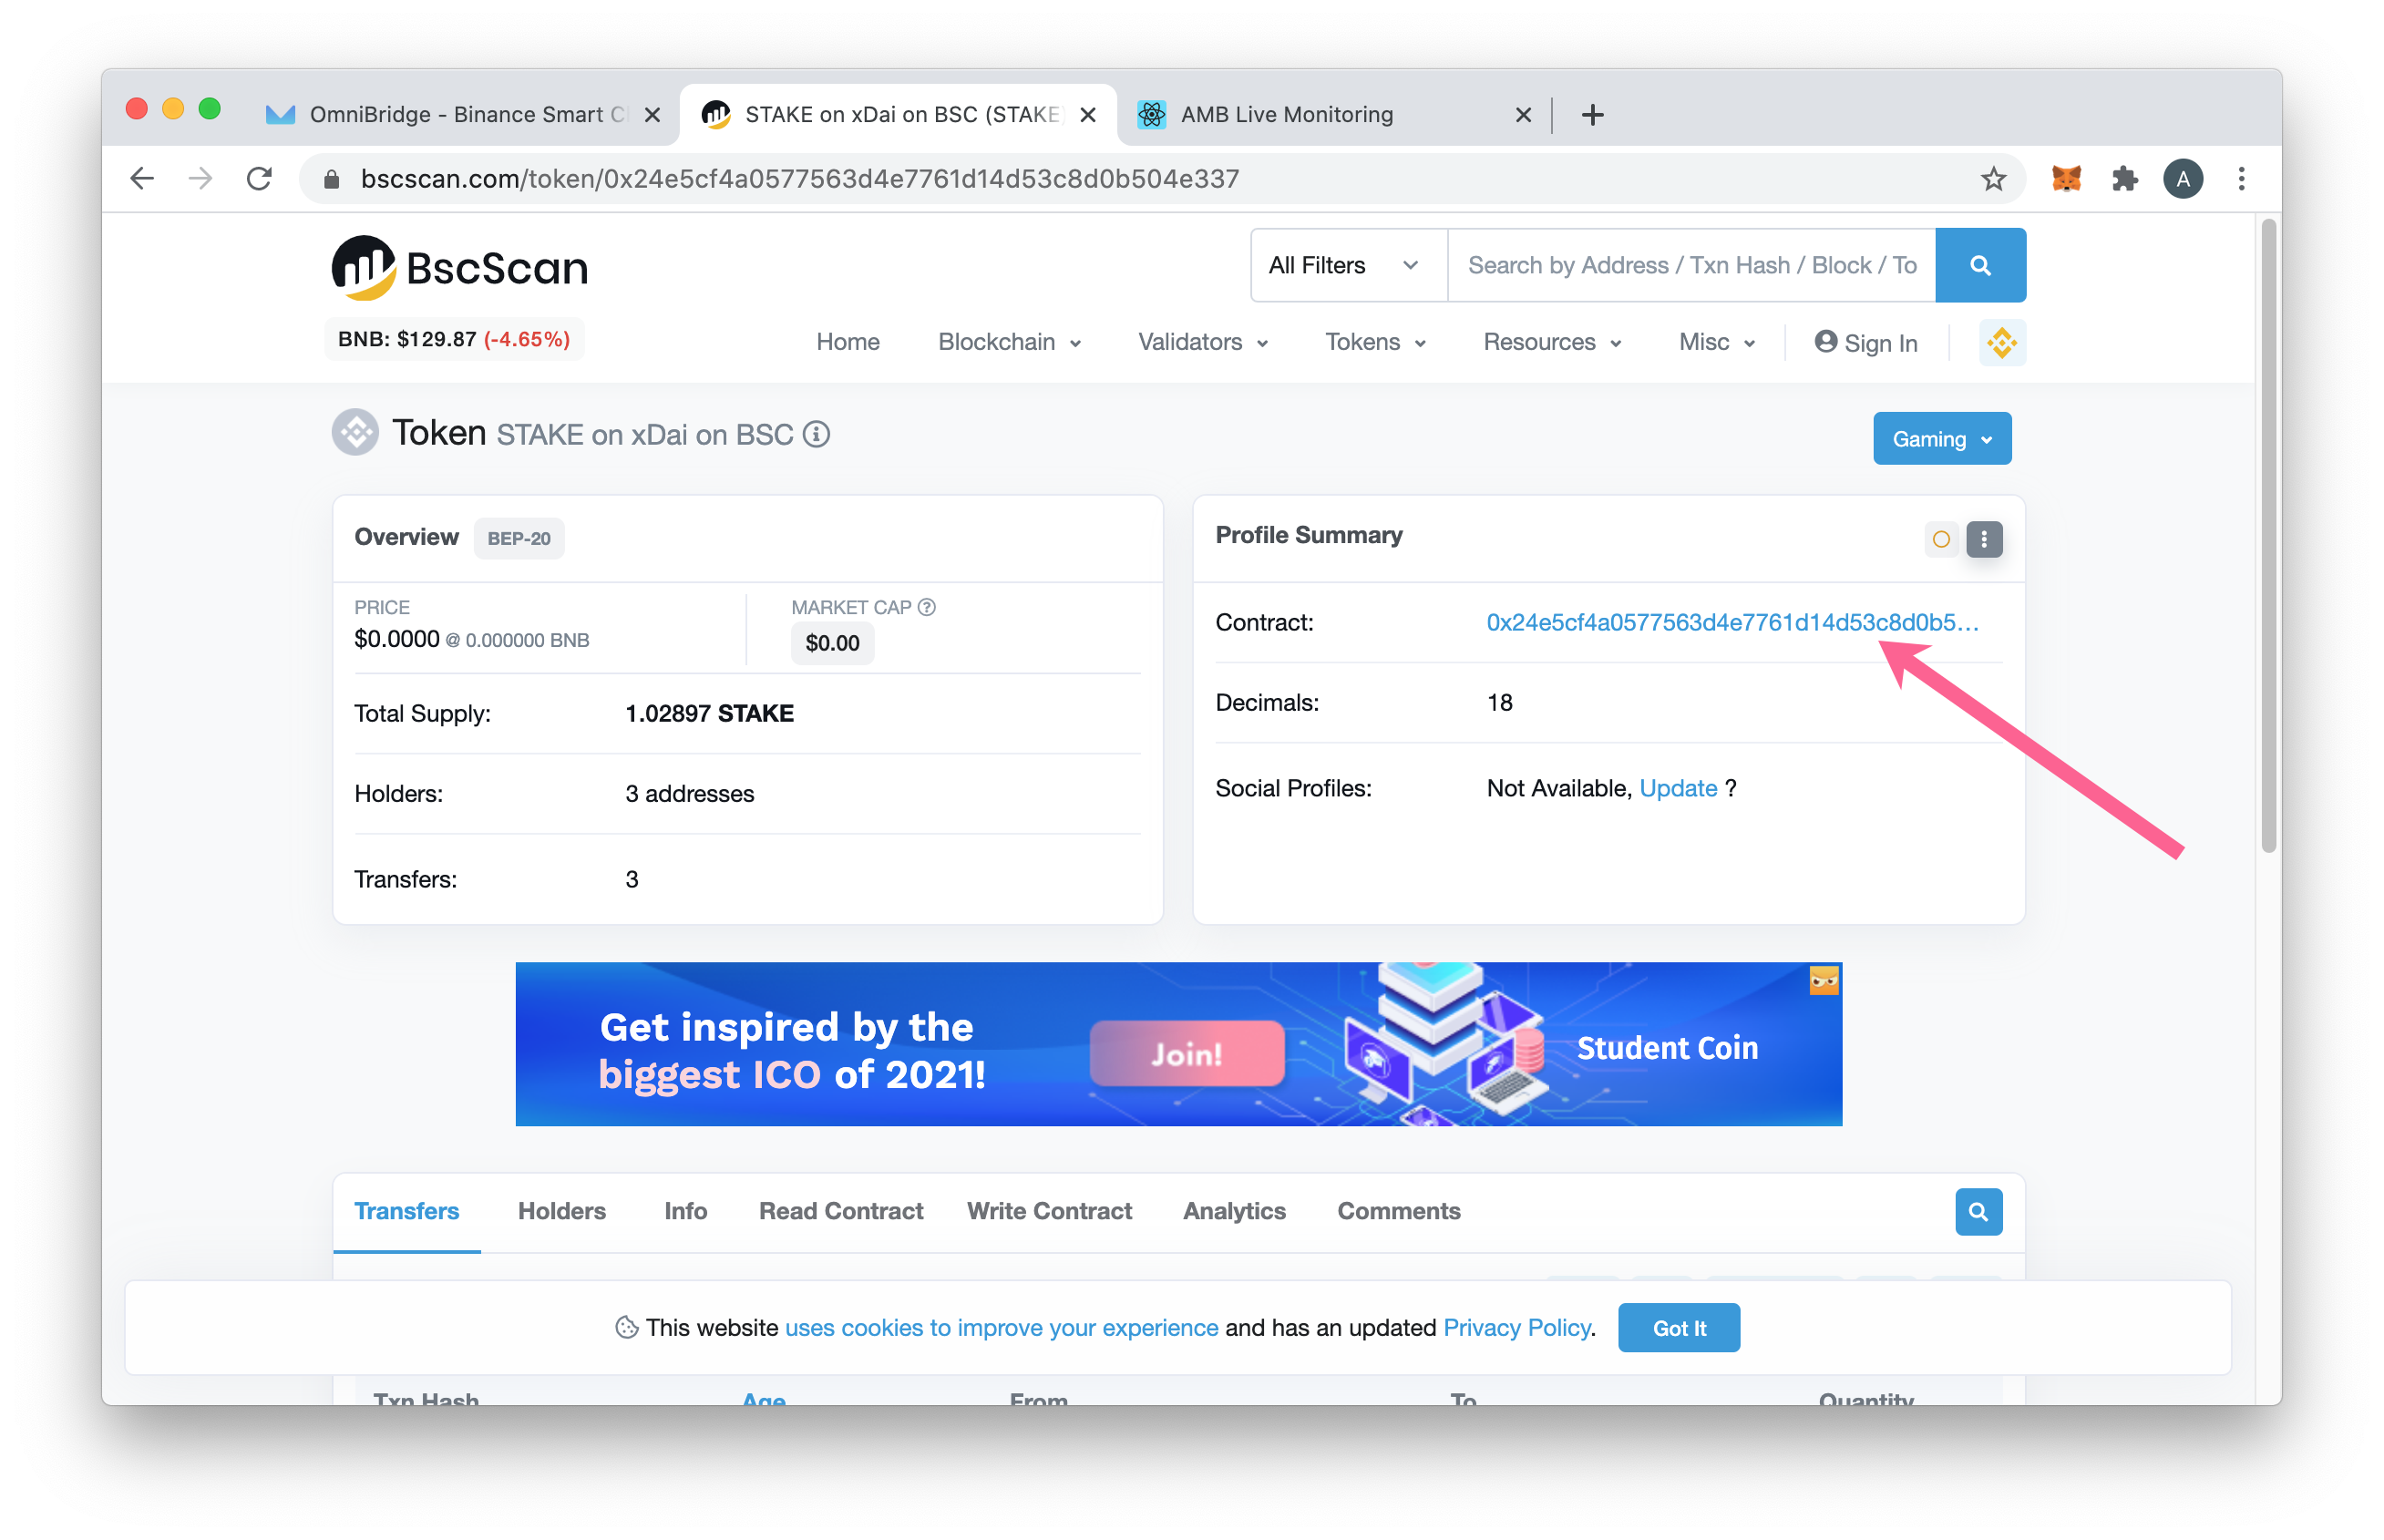 OmniBridge - Binance Smart C
STAKE on xDai on BSC (STAKE)
AMB Live Monitoring
bscscan.com/token/0x24e5cf4a0577563d4e7761d14d53c8d0b504e337
A
BscScan
All Filters
Search by Address / Txn Hash / Block / To
BNB: $129.87 (-4.65%)
Home
Blockchain
Validators
Tokens
Resources
Misc
Sign In
Token STAKE on xDai on BSC
Gaming
Overview BEP-20
PRICE
$0.0000 @ 0.000000 BNB
MARKET CAP
$0.00
Total Supply: 1.02897 STAKE
Holders: 3 addresses
Transfers: 3
Profile Summary
Contract: 0x24e5cf4a0577563d4e7761d14d53c8d0b5...
Decimals: 18
Social Profiles: Not Available, Update ?
Get inspired by the
biggest ICO of 2021!
Join!
Student Coin
Transfers
Holders
Info
Read Contract
Write Contract
Analytics
Comments
This website uses cookies to improve your experience and has an updated Privacy Policy.
Got It
Txn Hash
Age
From
To
Quantity